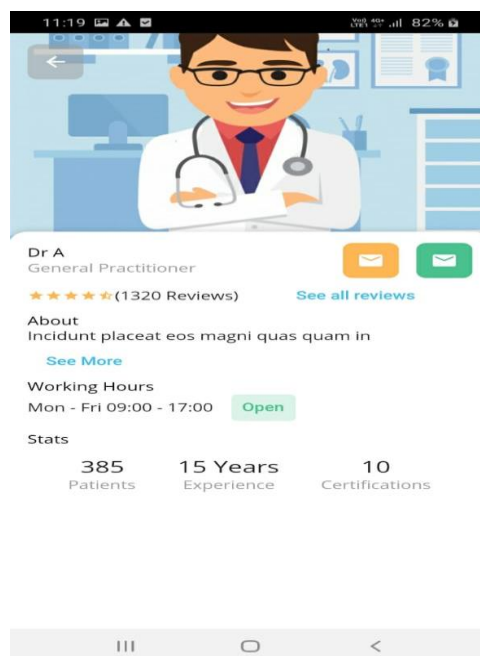 11:19 82%
Dr A
General Practitioner
(1320 Reviews) See all reviews
About
Incidunt placeat eos magni quas quam in
See More
Working Hours
Mon - Fri 09:00 - 17:00 Open
Stats
385 15 Years 10
Patients Experience Certifications